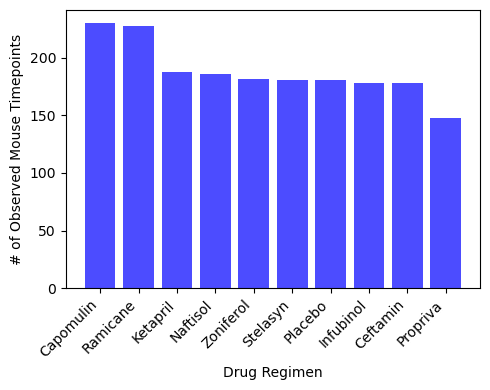 # of Observed Mouse Timepoints
200
150
100
50
0
Capomulin
Ramicane
Ketapril
Naftisol
Zoniferol
Stelasyn
Placebo
Infubinol
Ceftamin
Propriva
Drug Regimen